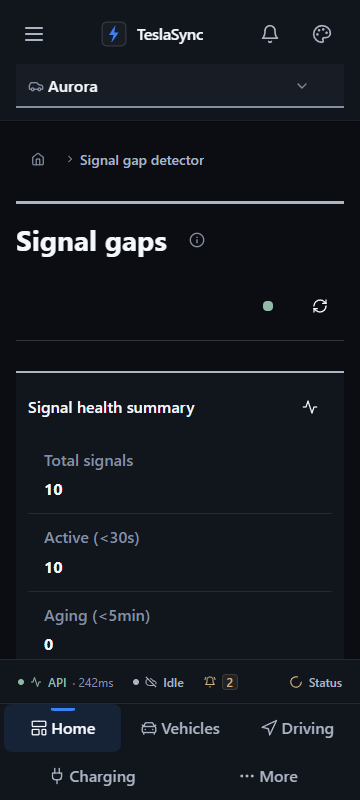 TeslaSync
Aurora
Signal gap detector
Signal gaps
Signal health summary
Total signals
10
Active (<30s)
10
Aging (<5min)
0
API · 242ms Idle 2 Status
Home Vehicles Driving
Charging More